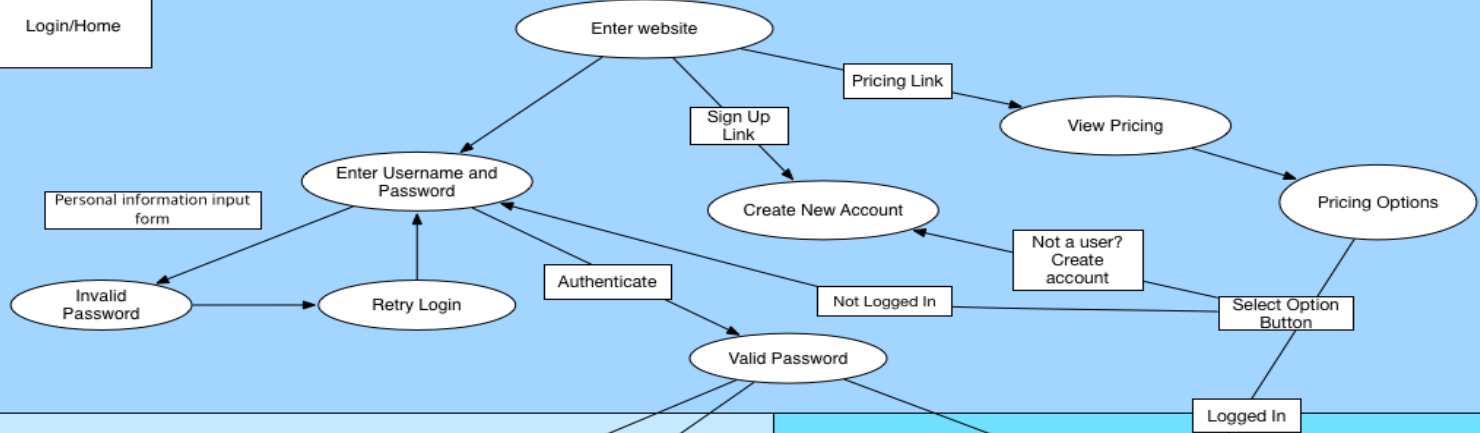 Login/Home
Enter website
Pricing Link
Sign Up
Link
View Pricing
Enter Username and
Password
Personal information input
form
Create New Account
Pricing Options
Not a user?
Create
account
Authenticate
Invalid
Password
Retry Login
Not Logged In
Select Option
Button
Valid Password
Logged In